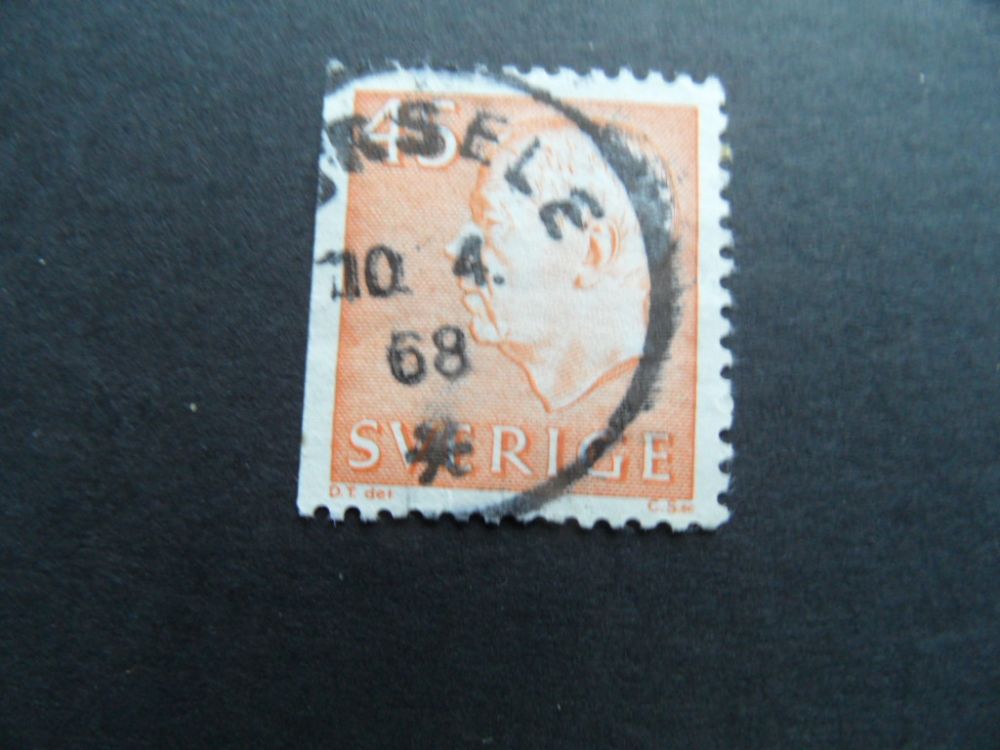 45
RSELE
10 4.
68
SVERIGE
D.T. del C.S. sc